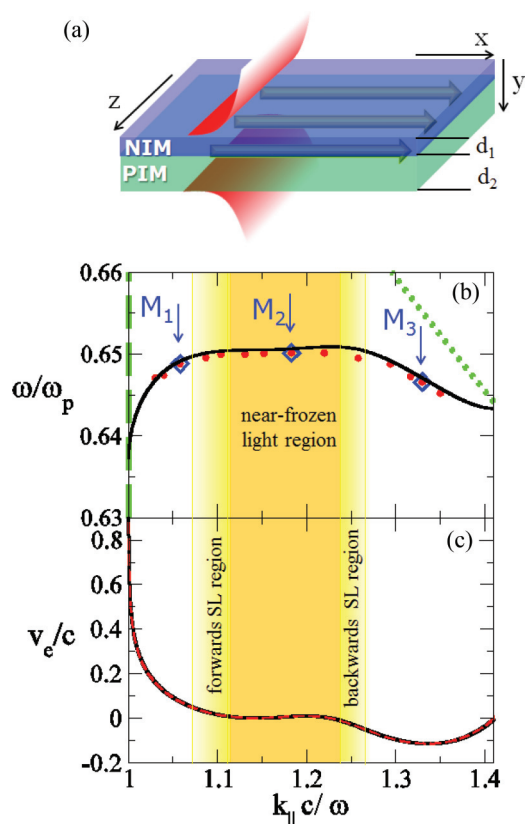 (a)
x
y
z
NIM
PIM
d₁
d₂
(b)
0.66
0.65
0.64
0.63
ω/ωₚ
M₁
M₂
M₃
near-frozen
light region
(c)
0.8
0.6
0.4
0.2
0
-0.2
vₑ/c
forwards SL region
backwards SL region
1
1.1
1.2
1.3
1.4
k∥c/ω